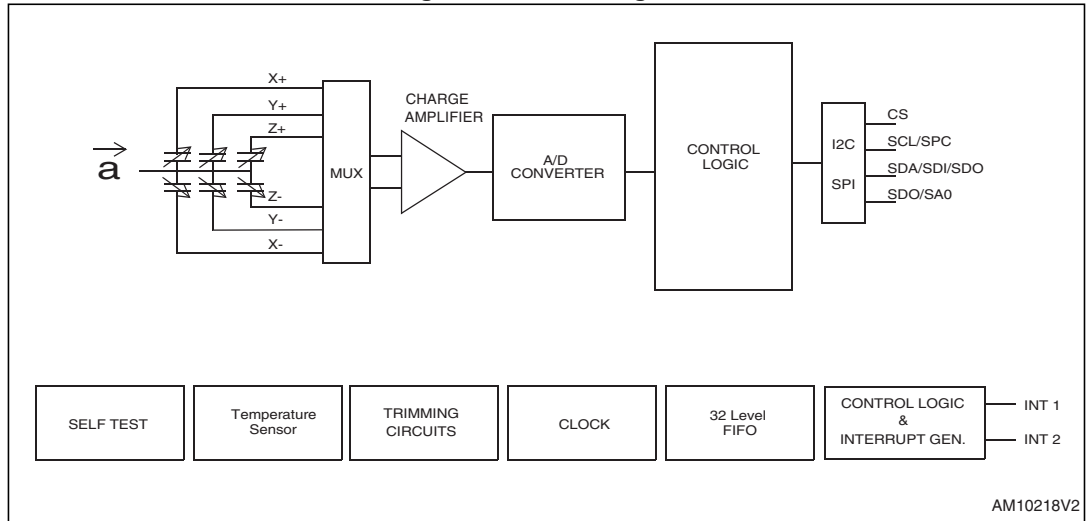 X+
Y+
Z+
a
Z-
Y-
X-
MUX
CHARGE
AMPLIFIER
A/D
CONVERTER
CONTROL
LOGIC
I2C
SPI
CS
SCL/SPC
SDA/SDI/SDO
SDO/SA0
SELF TEST
Temperature
Sensor
TRIMMING
CIRCUITS
CLOCK
32 Level
FIFO
CONTROL LOGIC
&
INTERRUPT GEN.
INT 1
INT 2
AM10218V2